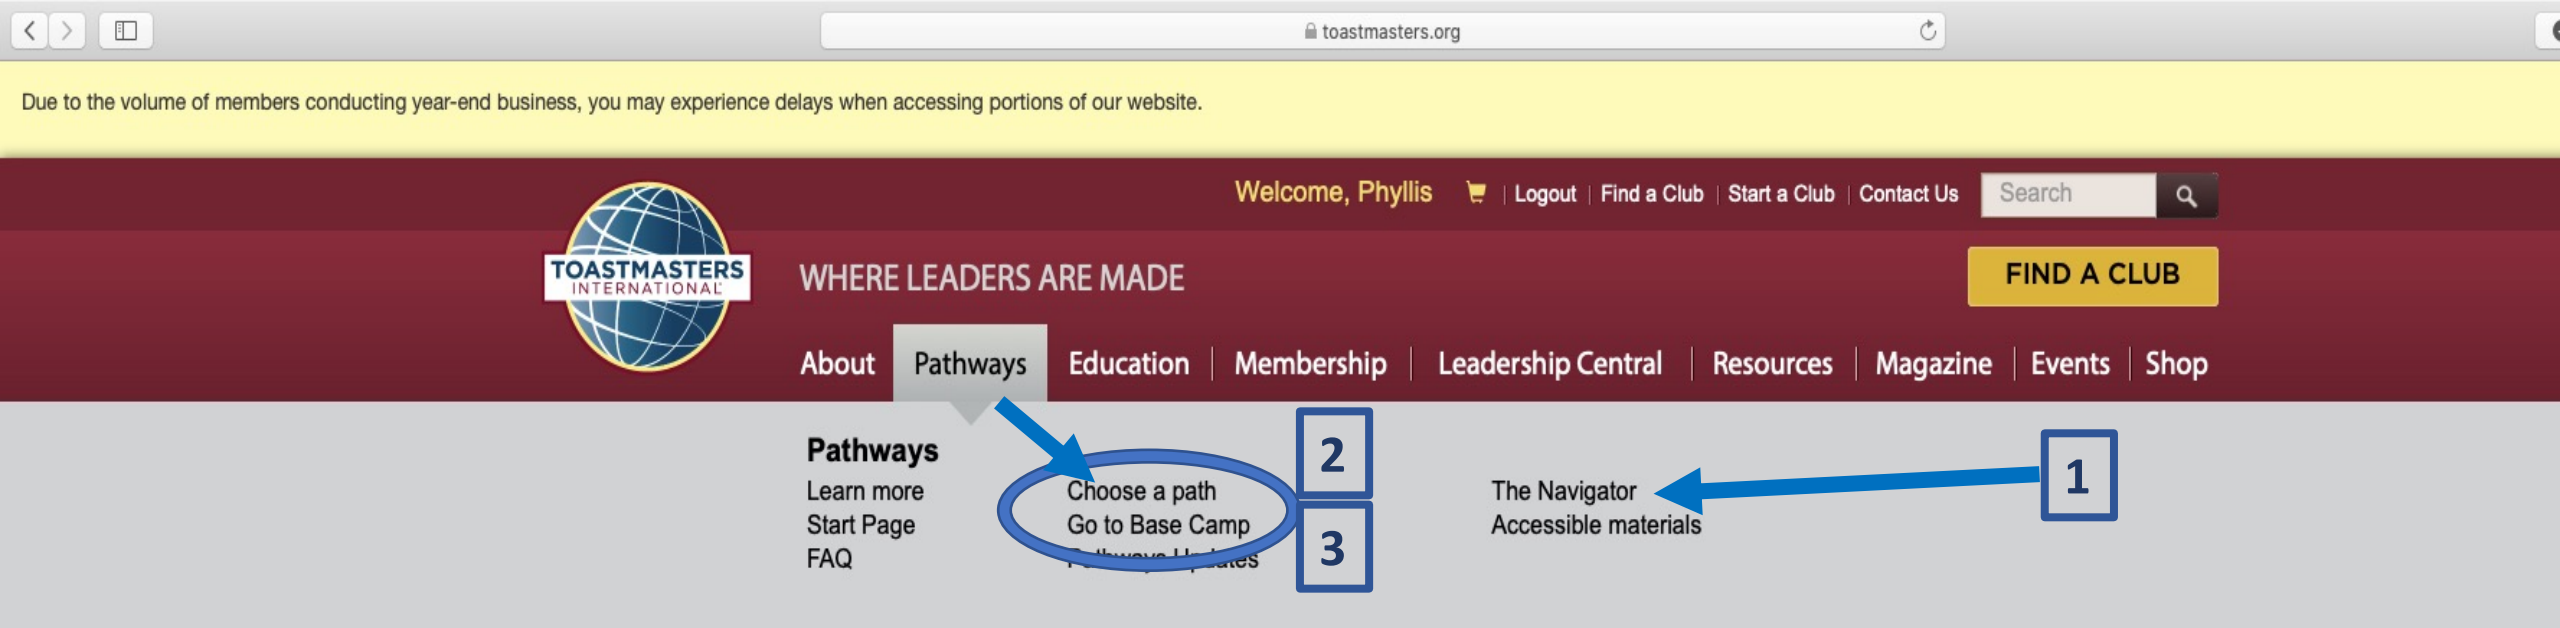 toastmasters.org
Due to the volume of members conducting year-end business, you may experience delays when accessing portions of our website.
Welcome, Phyllis | Logout | Find a Club | Start a Club | Contact Us Search
TOASTMASTERS
INTERNATIONAL
WHERE LEADERS ARE MADE
FIND A CLUB
About Pathways Education | Membership | Leadership Central | Resources | Magazine | Events | Shop
Pathways
Learn more
Start Page
FAQ
Choose a path
Go to Base Camp
Pathways Updates
2
3
The Navigator
Accessible materials
1